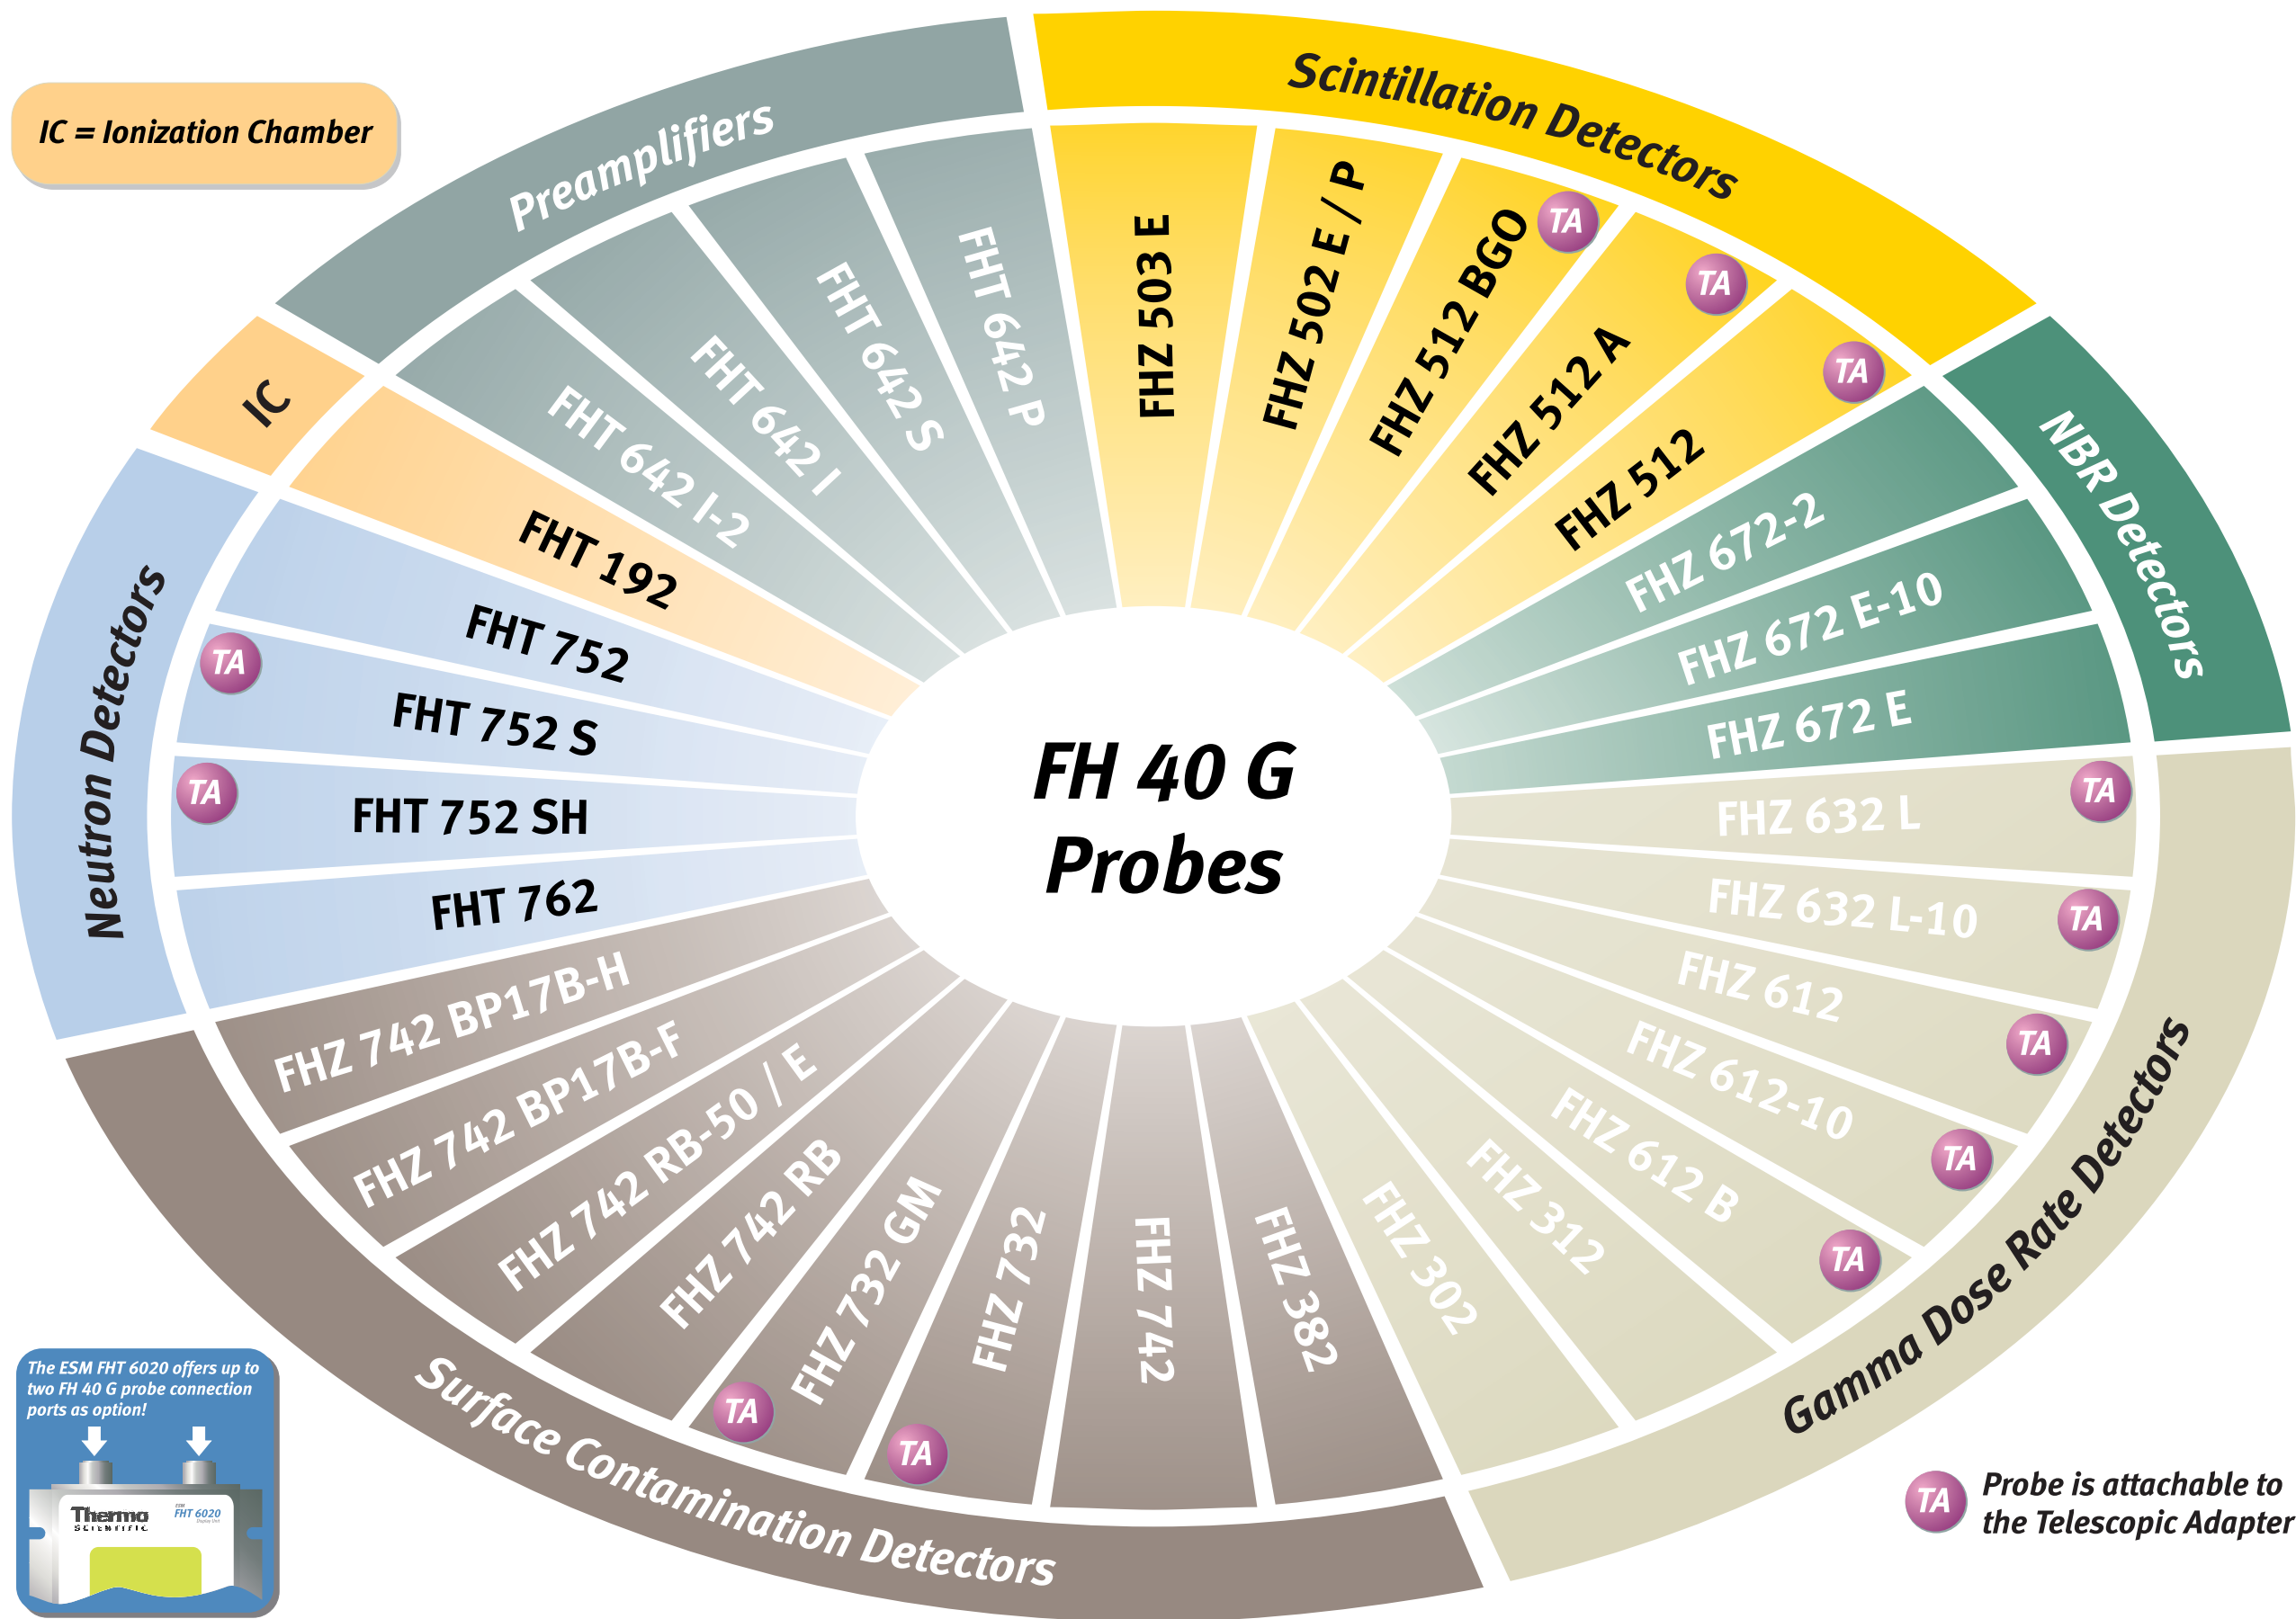 IC = Ionization Chamber
Preamplifiers
FHT 642 I-2
FHT 642 I
FHT 642 S
FHT 642 P
Scintillation Detectors
FHZ 503 E
FHZ 502 E / P
FHZ 512 BGO
TA
FHZ 512 A
TA
FHZ 512
TA
NBR Detectors
FHZ 672-2
FHZ 672 E-10
FHZ 672 E
Gamma Dose Rate Detectors
FHZ 632 L
TA
FHZ 632 L-10
TA
FHZ 612
TA
FHZ 612-10
TA
FHZ 612 B
TA
FHZ 312
FHZ 302
Surface Contamination Detectors
FHZ 382
FHZ 742
FHZ 732
TA
FHZ 732 GM
TA
FHZ 742 RB
FHZ 742 RB-50 / E
FHZ 742 BP17B-F
FHZ 742 BP17B-H
Neutron Detectors
FHT 762
FHT 752 SH
TA
FHT 752 S
TA
FHT 752
IC
FHT 192
FH 40 G
Probes
The ESM FHT 6020 offers up to
two FH 40 G probe connection
ports as option!
Thermo
SCIENTIFIC
ESM
FHT 6020
Display Unit
TA
Probe is attachable to
the Telescopic Adapter